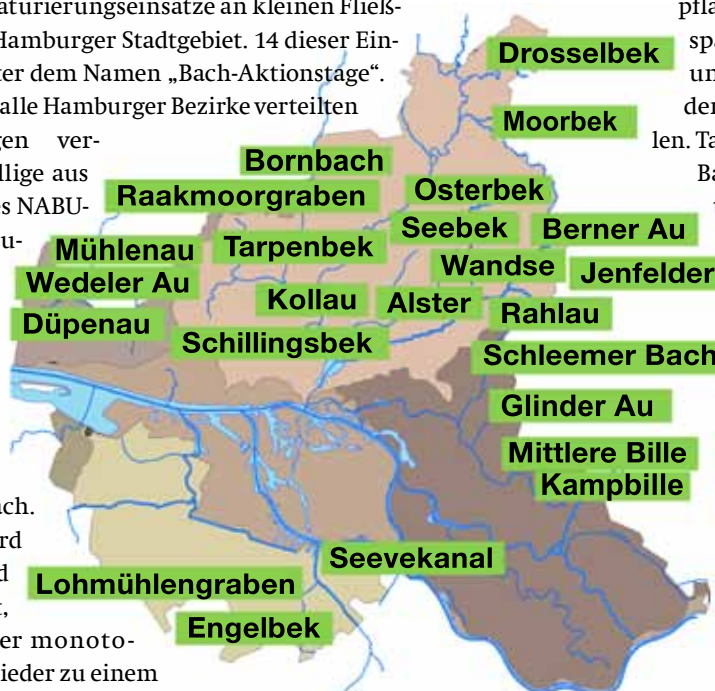 aturierungseinsätze an kleinen Fließ-
Hamburger Stadtgebiet. 14 dieser Ein-
ter dem Namen „Bach-Aktionstage“.
alle Hamburger Bezirke verteilten
gen ver-
llige aus
es NABU-
u-
pfla
spa
un
der
len. Ta
Ba
Drosselbek
Moorbek
Bornbach
Raakmoorgraben
Osterbek
Seebek
Berner Au
Mühlenau
Tarpenbek
Wandse
Jenfelder
Wedeler Au
Kollau
Alster
Rahlau
Düpenau
Schillingsbek
Schleemer Bach
Glinder Au
Mittlere Bille
Kampbille
Seevekanal
Lohmühlengraben
Engelbek
ach.
rd
d
t,
er monoto-
ieder zu einem